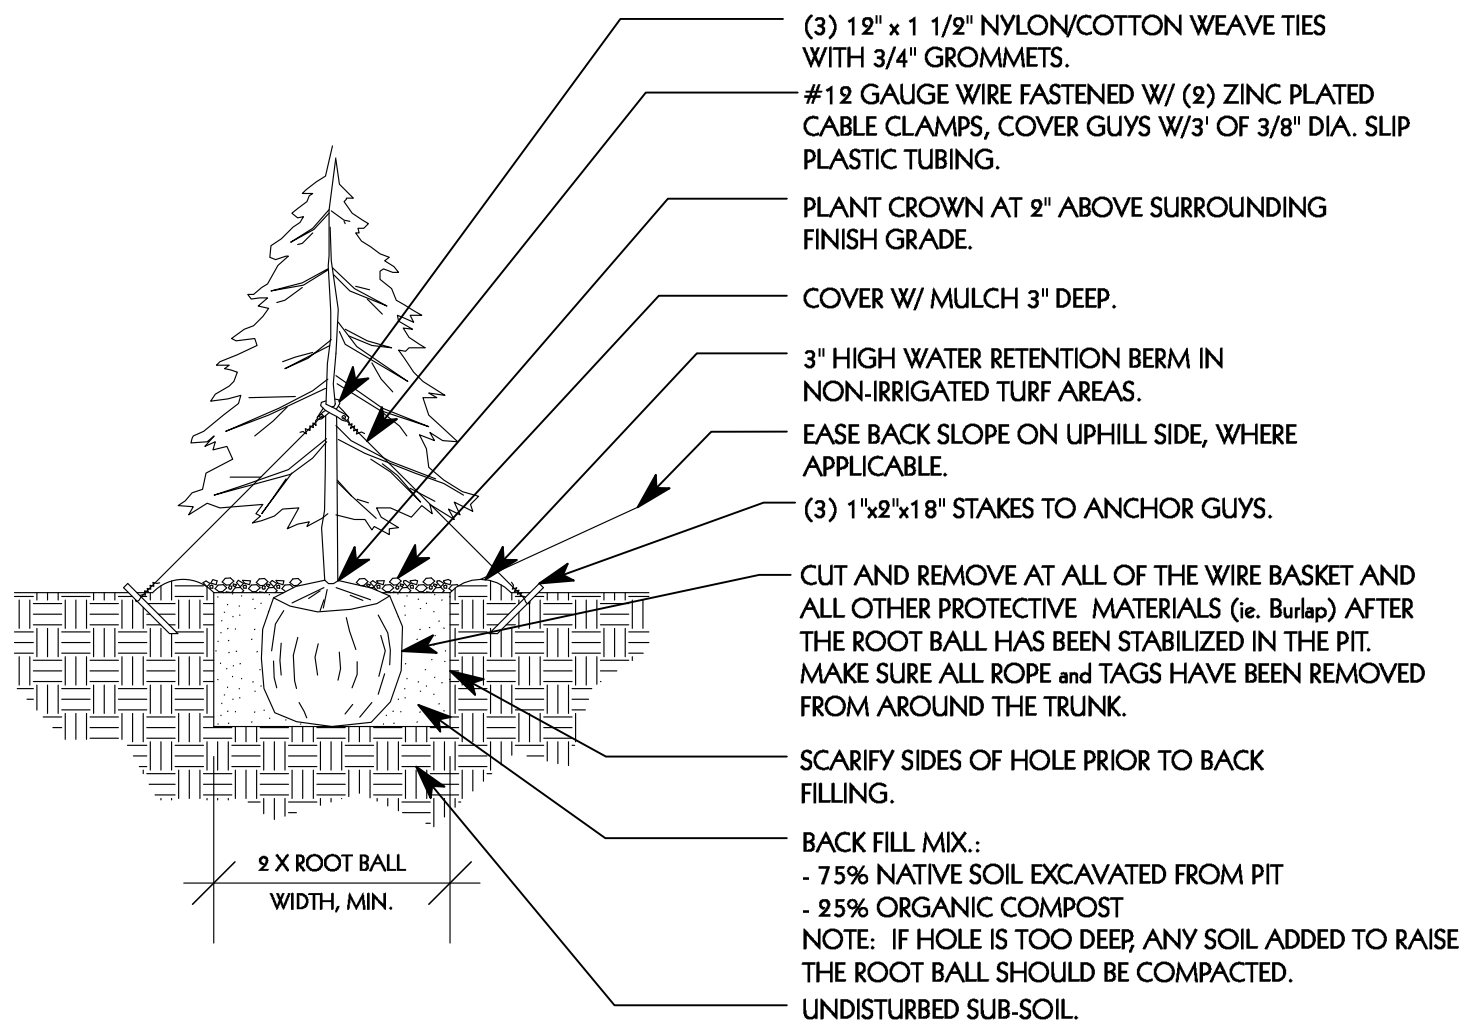 (3) 12" x 1 1/2" NYLON/COTTON WEAVE TIES
WITH 3/4" GROMMETS.
#12 GAUGE WIRE FASTENED W/ (2) ZINC PLATED
CABLE CLAMPS, COVER GUYS W/3' OF 3/8" DIA. SLIP
PLASTIC TUBING.
PLANT CROWN AT 2" ABOVE SURROUNDING
FINISH GRADE.
COVER W/ MULCH 3" DEEP.
3" HIGH WATER RETENTION BERM IN
NON-IRRIGATED TURF AREAS.
EASE BACK SLOPE ON UPHILL SIDE, WHERE
APPLICABLE.
(3) 1"x2"x18" STAKES TO ANCHOR GUYS.
CUT AND REMOVE AT ALL OF THE WIRE BASKET AND
ALL OTHER PROTECTIVE MATERIALS (ie. Burlap) AFTER
THE ROOT BALL HAS BEEN STABILIZED IN THE PIT.
MAKE SURE ALL ROPE and TAGS HAVE BEEN REMOVED
FROM AROUND THE TRUNK.
SCARIFY SIDES OF HOLE PRIOR TO BACK
FILLING.
BACK FILL MIX.:
- 75% NATIVE SOIL EXCAVATED FROM PIT
- 25% ORGANIC COMPOST
NOTE: IF HOLE IS TOO DEEP, ANY SOIL ADDED TO RAISE
THE ROOT BALL SHOULD BE COMPACTED.
UNDISTURBED SUB-SOIL.
2 X ROOT BALL
WIDTH, MIN.